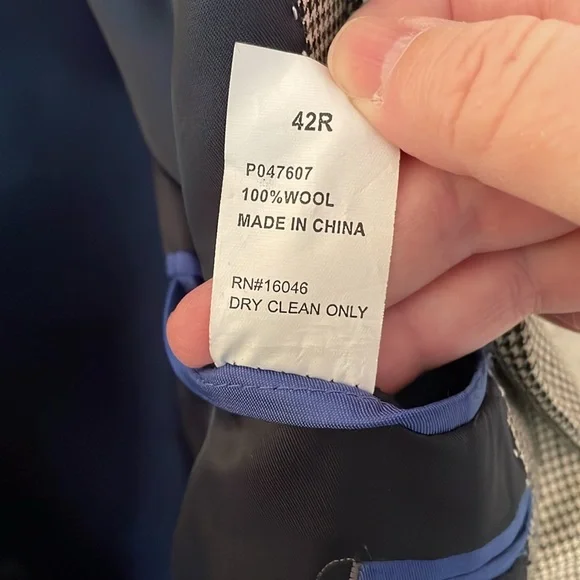 42R
P047607
100%WOOL
MADE IN CHINA
RN#16046
DRY CLEAN ONLY